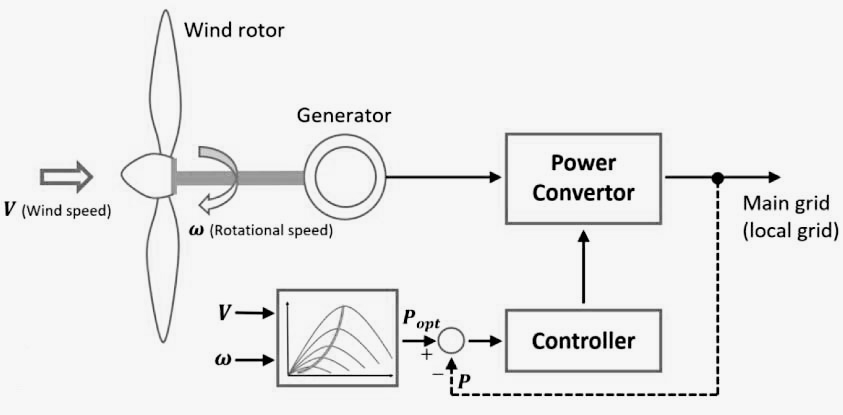 Wind rotor
Generator
Power
Convertor
V (Wind speed)
ω (Rotational speed)
Main grid
(local grid)
V
ω
P_opt
+
−
P
Controller